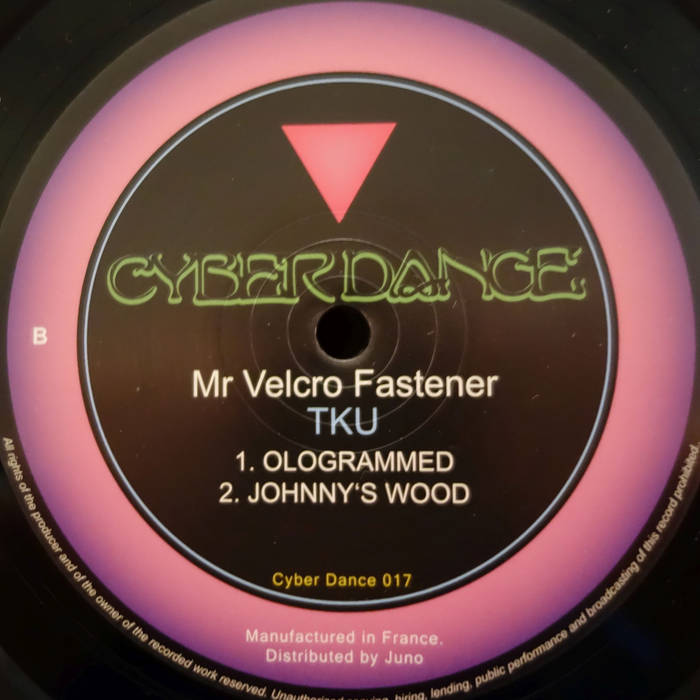 CYBER DANCE
B
Mr Velcro Fastener
TKU
1. OLOGRAMMED
2. JOHNNY‘S WOOD
Cyber Dance 017
Manufactured in France.
Distributed by Juno
All rights of the producer and of the owner of the recorded work reserved. Unauthorized copying, hiring, lending, public performance and broadcasting of this record prohibited.